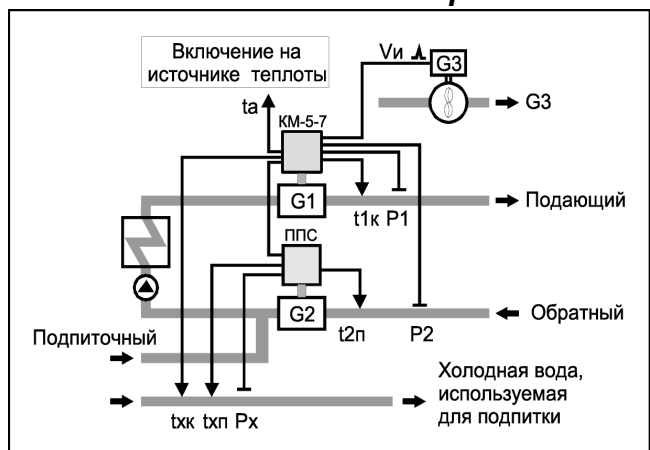 Включение на
источнике теплоты
Vи
G3
G3
ta
КМ-5-7
G1
Подающий
t1к P1
ППС
G2
Обратный
t2п
P2
Подпиточный
Холодная вода,
используемая
для подпитки
tхк tхп Pх